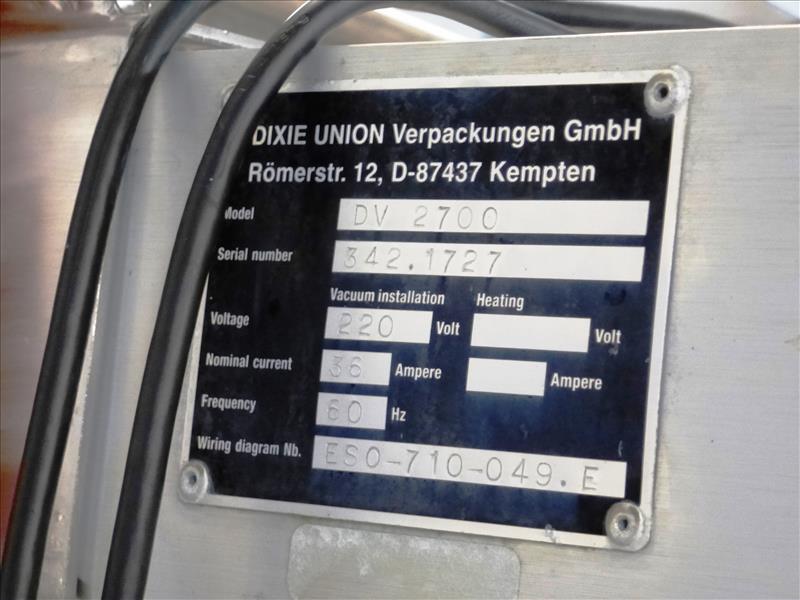 DIXIE UNION Verpackungen GmbH
Römerstr. 12, D-87437 Kempten
Model DV 2700
Serial number 342.1727
Vacuum installation Heating
Voltage 220 Volt Volt
Nominal current 36 Ampere Ampere
Frequency 60 Hz
Wiring diagram Nb. ESO-710-049.E